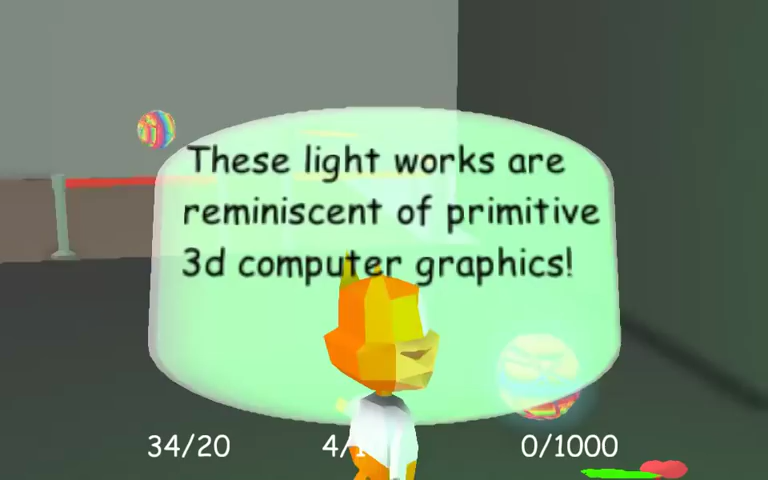 These light works are
reminiscent of primitive
3d computer graphics!
34/20 0/1000